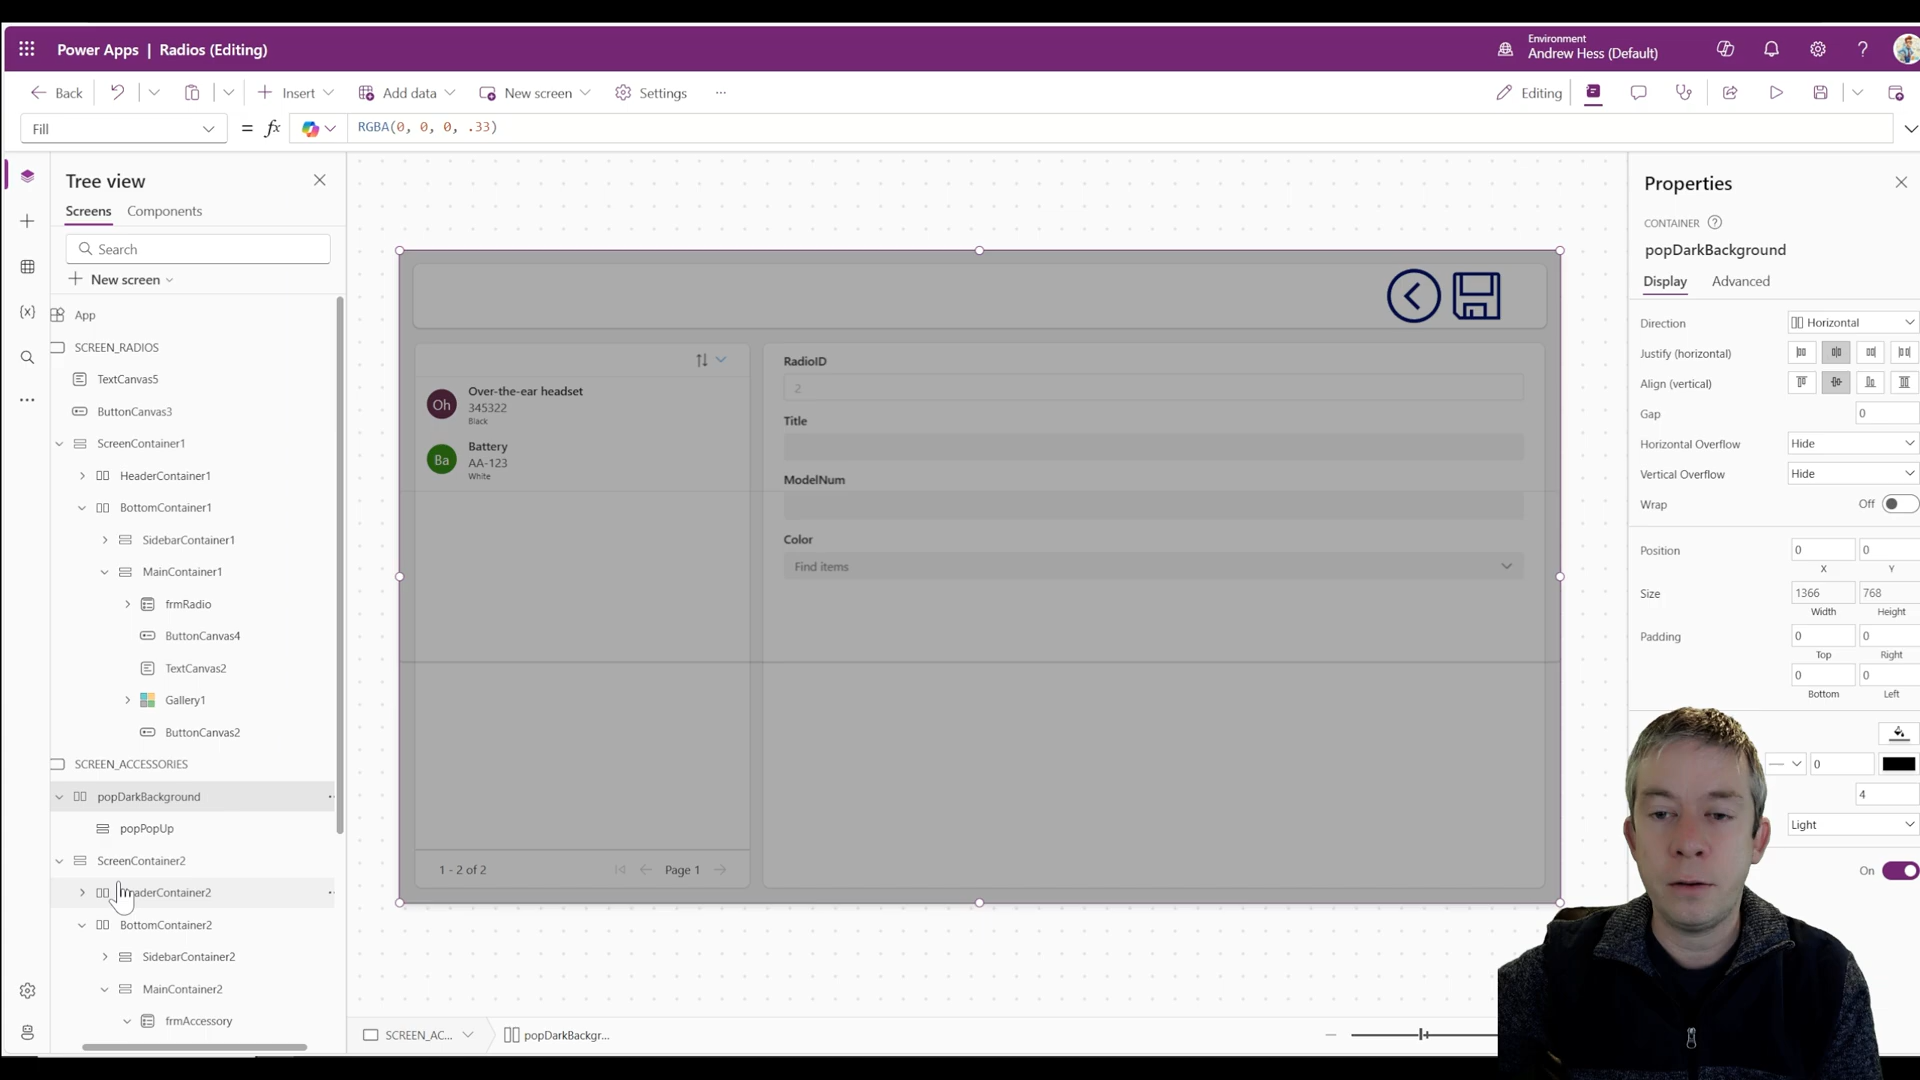 Power Apps | Radios (Editing)
Environment
Andrew Hess (Default)
Back
Insert
Add data
New screen
Settings
Editing
Fill
= fx
RGBA(0, 0, 0, .33)
Tree view
Screens
Components
Search
New screen
App
SCREEN_RADIOS
TextCanvas5
ButtonCanvas3
ScreenContainer1
HeaderContainer1
BottomContainer1
SidebarContainer1
MainContainer1
frmRadio
ButtonCanvas4
TextCanvas2
Gallery1
ButtonCanvas2
SCREEN_ACCESSORIES
popDarkBackground
popPopUp
ScreenContainer2
aderContainer2
BottomContainer2
SidebarContainer2
MainContainer2
frmAccessory
Oh
Over-the-ear headset
345322
Black
Ba
Battery
AA-123
White
1 - 2 of 2
Page 1
RadioID
2
Title
ModelNum
Color
Find items
SCREEN_AC...
popDarkBackgr...
Properties
CONTAINER
popDarkBackground
Display
Advanced
Direction
Horizontal
Justify (horizontal)
Align (vertical)
Gap
0
Horizontal Overflow
Hide
Vertical Overflow
Hide
Wrap
Off
Position
0
0
X
Y
Size
1366
768
Width
Height
Padding
0
0
Top
Right
0
0
Bottom
Left
0
4
Light
On